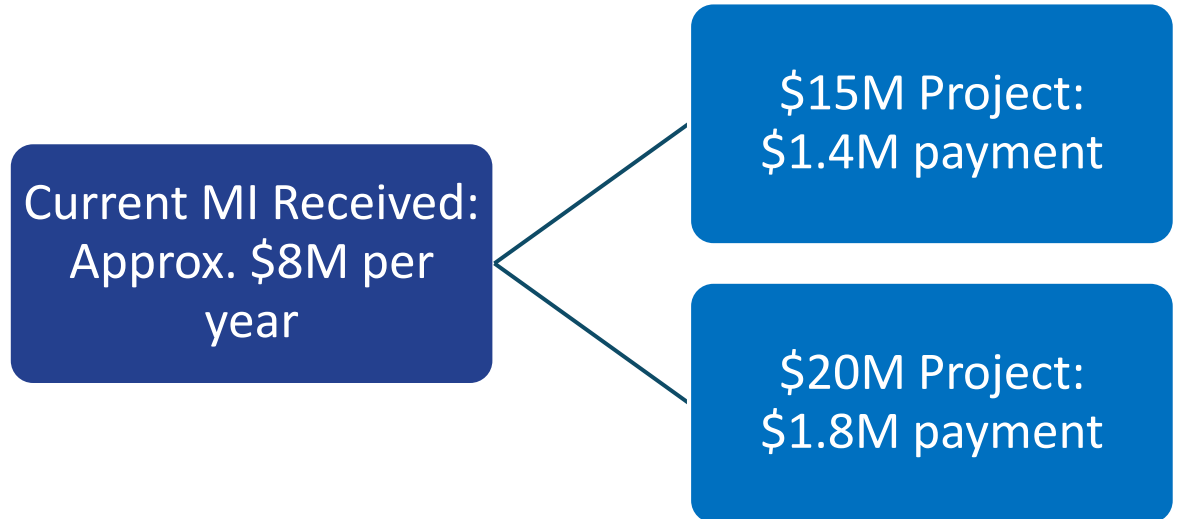 Current MI Received:
Approx. $8M per
year
$15M Project:
$1.4M payment
$20M Project:
$1.8M payment